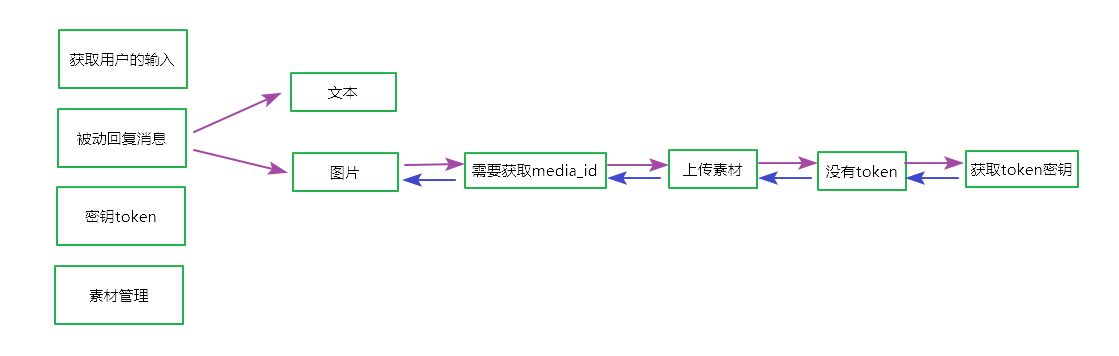 获取用户的输入
被动回复消息
密钥token
素材管理
文本
图片
需要获取media_id
上传素材
没有token
获取token密钥